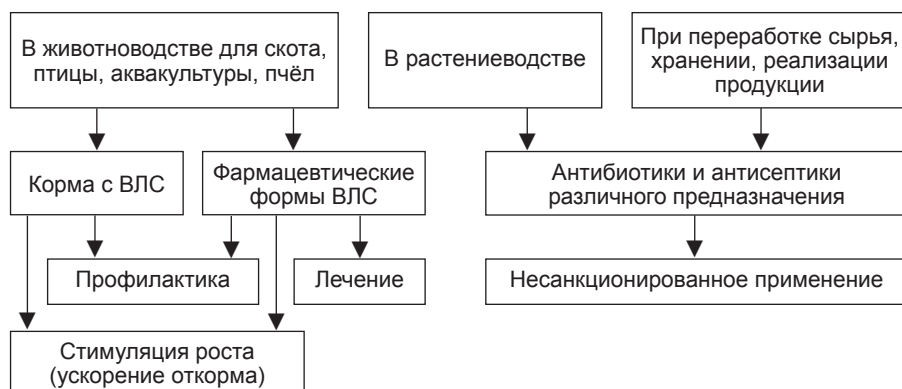 В животноводстве для скота,
птицы, аквакультуры, пчёл
В растениеводстве
При переработке сырья,
хранении, реализации
продукции
Корма с ВЛС
Фармацевтические
формы ВЛС
Антибиотики и антисептики
различного предназначения
Профилактика
Лечение
Несанкционированное применение
Стимуляция роста
(ускорение откорма)